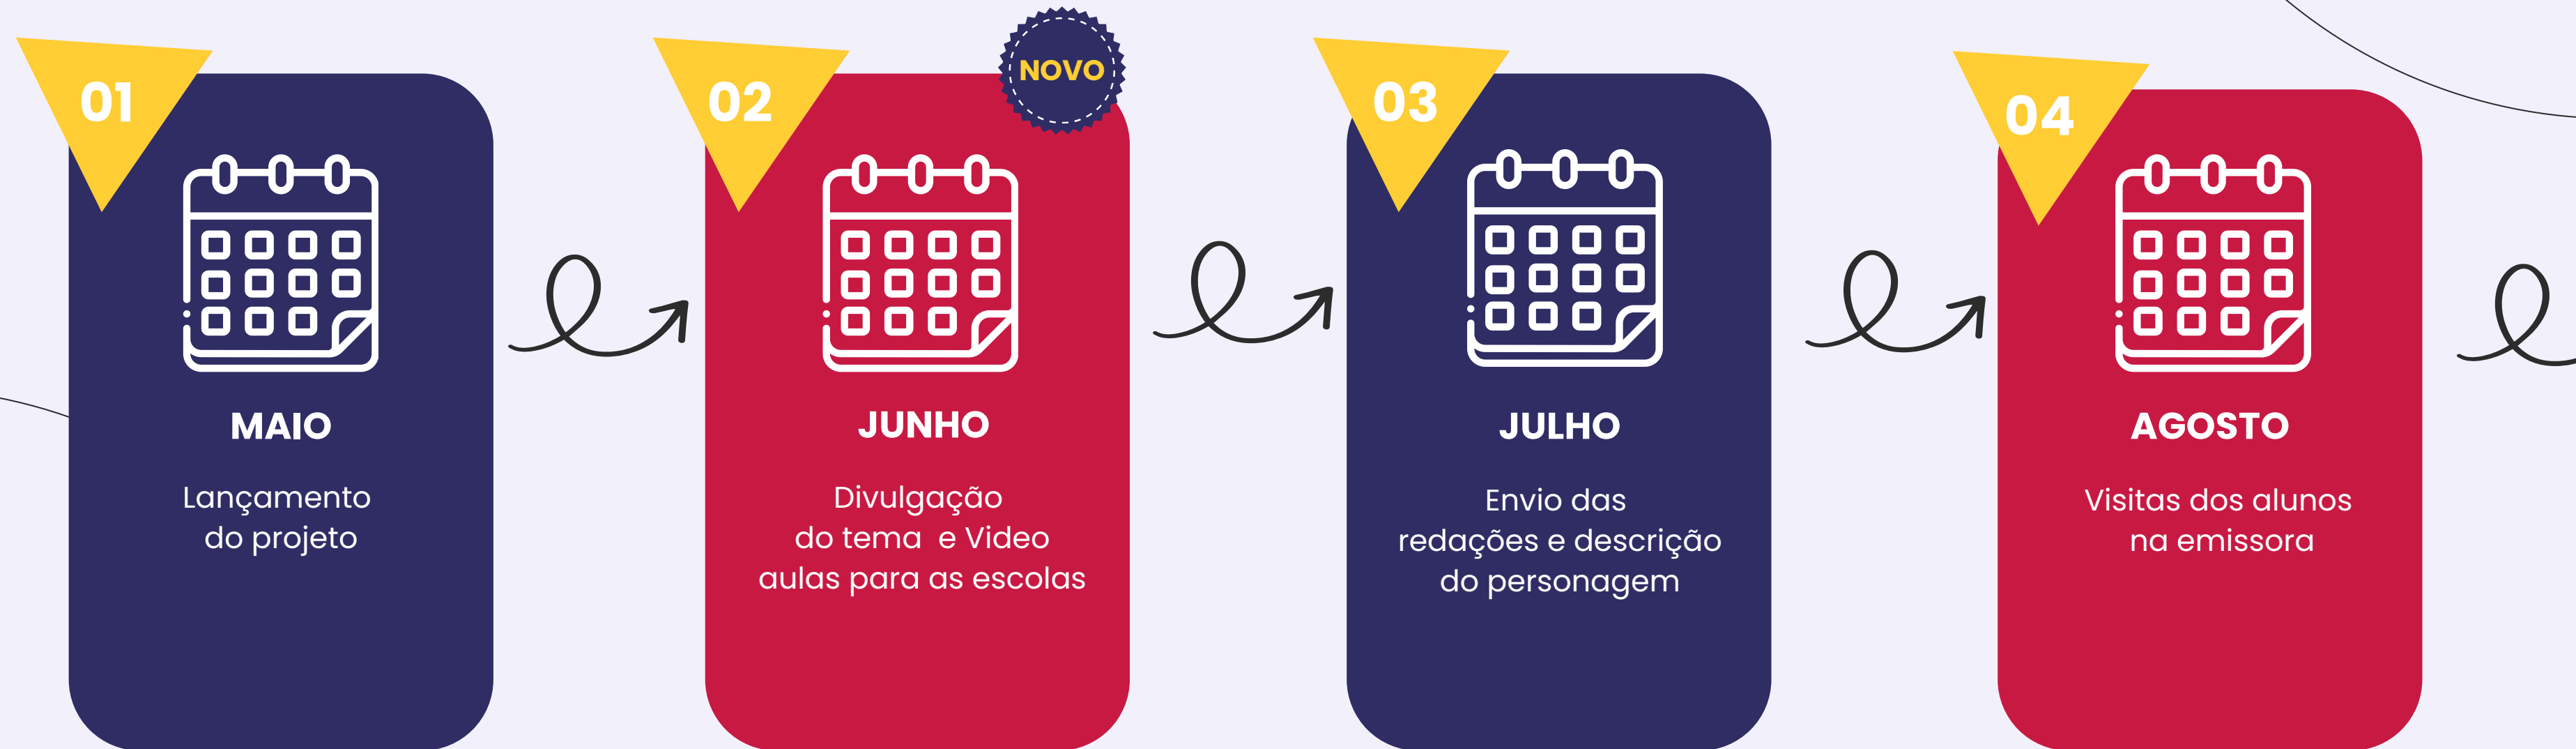 01
MAIO
Lançamento
do projeto
02
NOVO
JUNHO
Divulgação
do tema  e Video
aulas para as escolas
03
JULHO
Envio das
redações e descrição
do personagem
04
AGOSTO
Visitas dos alunos
na emissora